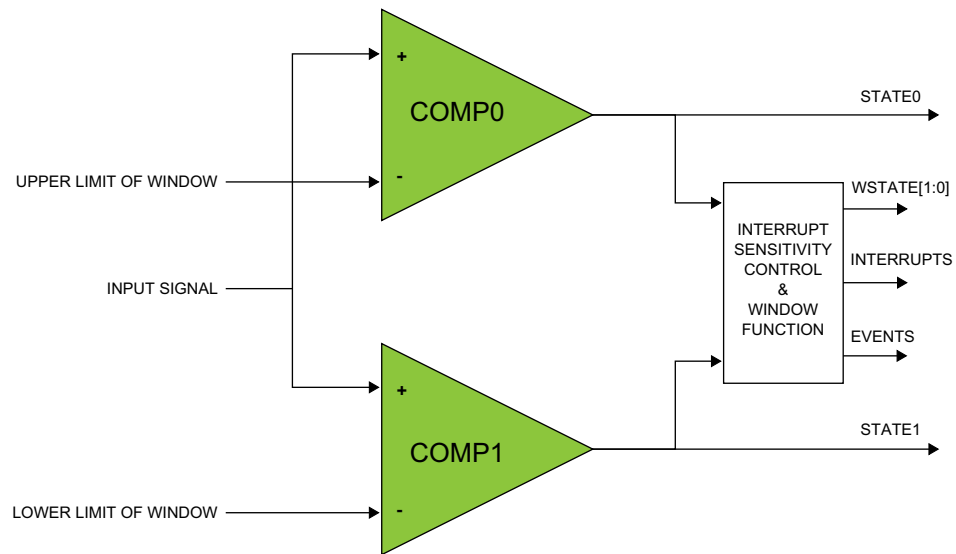 +
COMP0
-
STATE0
UPPER LIMIT OF WINDOW
WSTATE[1:0]
INTERRUPT
SENSITIVITY
CONTROL
&
WINDOW
FUNCTION
INTERRUPTS
EVENTS
INPUT SIGNAL
+
COMP1
-
STATE1
LOWER LIMIT OF WINDOW